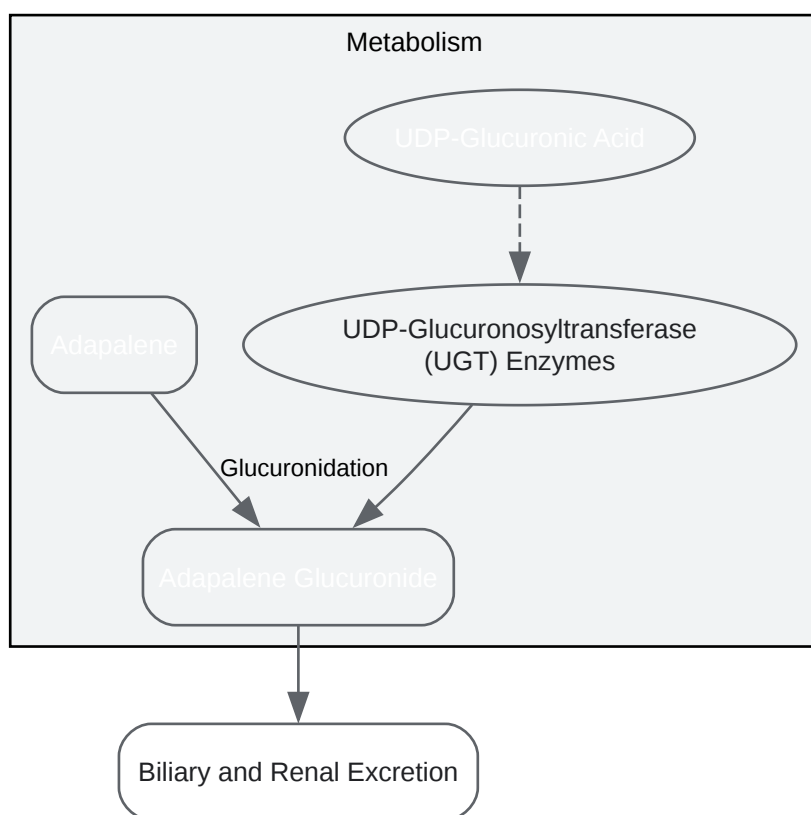 Metabolism
UDP-Glucuronic Acid
UDP-Glucuronosyltransferase
(UGT) Enzymes
Adapalene
Glucuronidation
Adapalene Glucuronide
Biliary and Renal Excretion